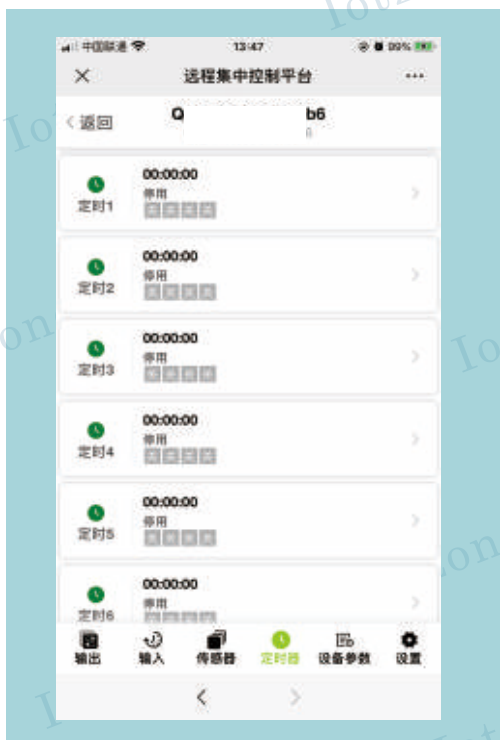 中国联通 13:47 99%
远程集中控制平台
返回 Q b6
00:00:00
停用
定时1
00:00:00
停用
定时2
00:00:00
停用
定时3
00:00:00
停用
定时4
00:00:00
停用
定时5
00:00:00
停用
定时6
输出 输入 传感器 定时器 设备参数 设置